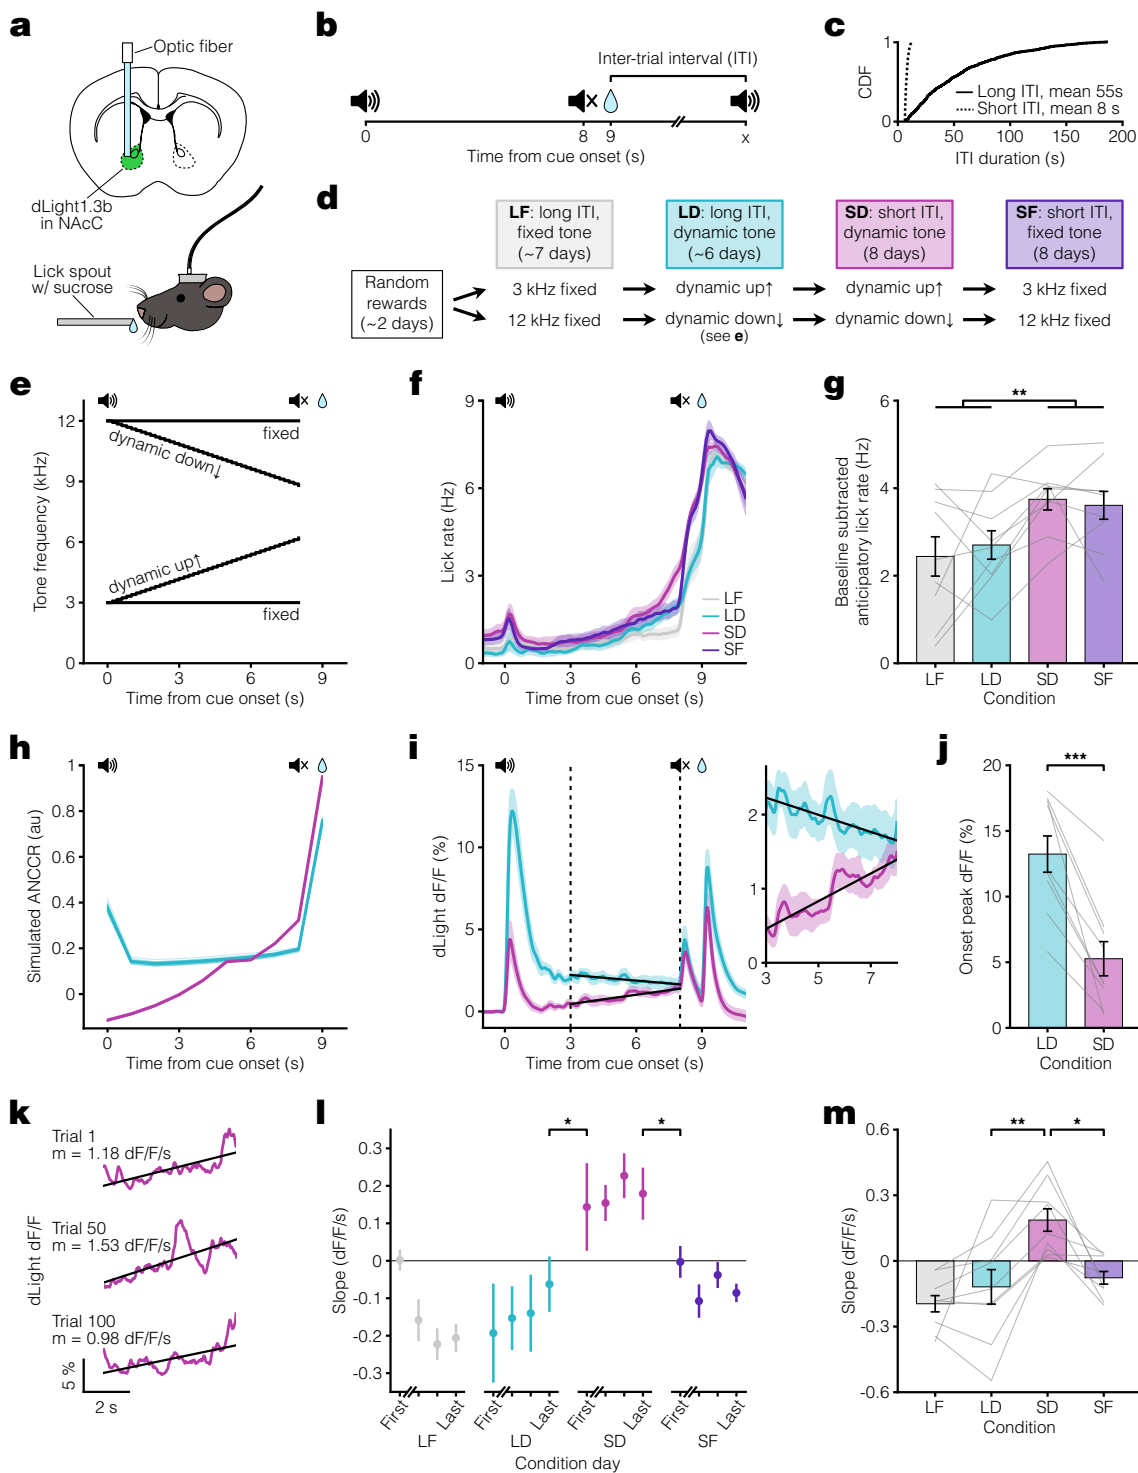 a
Optic fiber
dLight1.3b
in NAcC
Lick spout
w/ sucrose
b
Inter-trial interval (ITI)
0
8
9
x
Time from cue onset (s)
c
CDF
1
0
Long ITI, mean 55s
Short ITI, mean 8 s
0
50
100
150
200
ITI duration (s)
d
LF: long ITI,
fixed tone
(~7 days)
LD: long ITI,
dynamic tone
(~6 days)
SD: short ITI,
dynamic tone
(8 days)
SF: short ITI,
fixed tone
(8 days)
Random
rewards
(~2 days)
3 kHz fixed
dynamic up↑
dynamic up↑
3 kHz fixed
12 kHz fixed
dynamic down↓
(see e)
dynamic down↓
12 kHz fixed
e
Tone frequency (kHz)
12
9
6
3
0
fixed
dynamic down↓
dynamic up↑
fixed
0
3
6
9
Time from cue onset (s)
f
Lick rate (Hz)
9
6
3
0
LF
LD
SD
SF
0
3
6
9
Time from cue onset (s)
g
Baseline subtracted
anticipatory lick rate (Hz)
6
4
2
0
**
LF
LD
SD
SF
Condition
h
Simulated ANCCR (au)
1
0.8
0.6
0.4
0.2
0
0
3
6
9
Time from cue onset (s)
i
dLight dF/F (%)
15
10
5
0
0
3
6
9
Time from cue onset (s)
2
1
0
3
5
7
j
Onset peak dF/F (%)
20
15
10
5
0
***
LD
SD
Condition
k
dLight dF/F
Trial 1
m = 1.18 dF/F/s
Trial 50
m = 1.53 dF/F/s
Trial 100
m = 0.98 dF/F/s
5 %
2 s
l
Slope (dF/F/s)
0.3
0.2
0.1
0
-0.1
-0.2
-0.3
*
*
First
Last
First
Last
First
Last
First
Last
LF
LD
SD
SF
Condition day
m
Slope (dF/F/s)
0.6
0.3
0
-0.3
-0.6
**
*
LF
LD
SD
SF
Condition